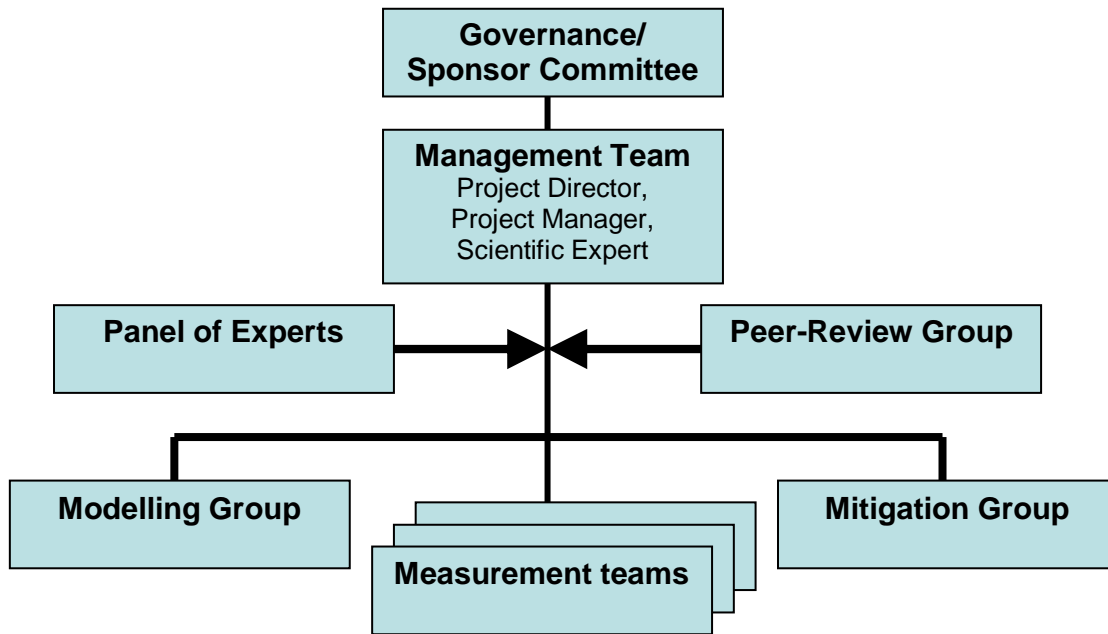 Governance/
Sponsor Committee
Management Team
Project Director,
Project Manager,
Scientific Expert
Panel of Experts
Peer-Review Group
Modelling Group
Mitigation Group
Measurement teams